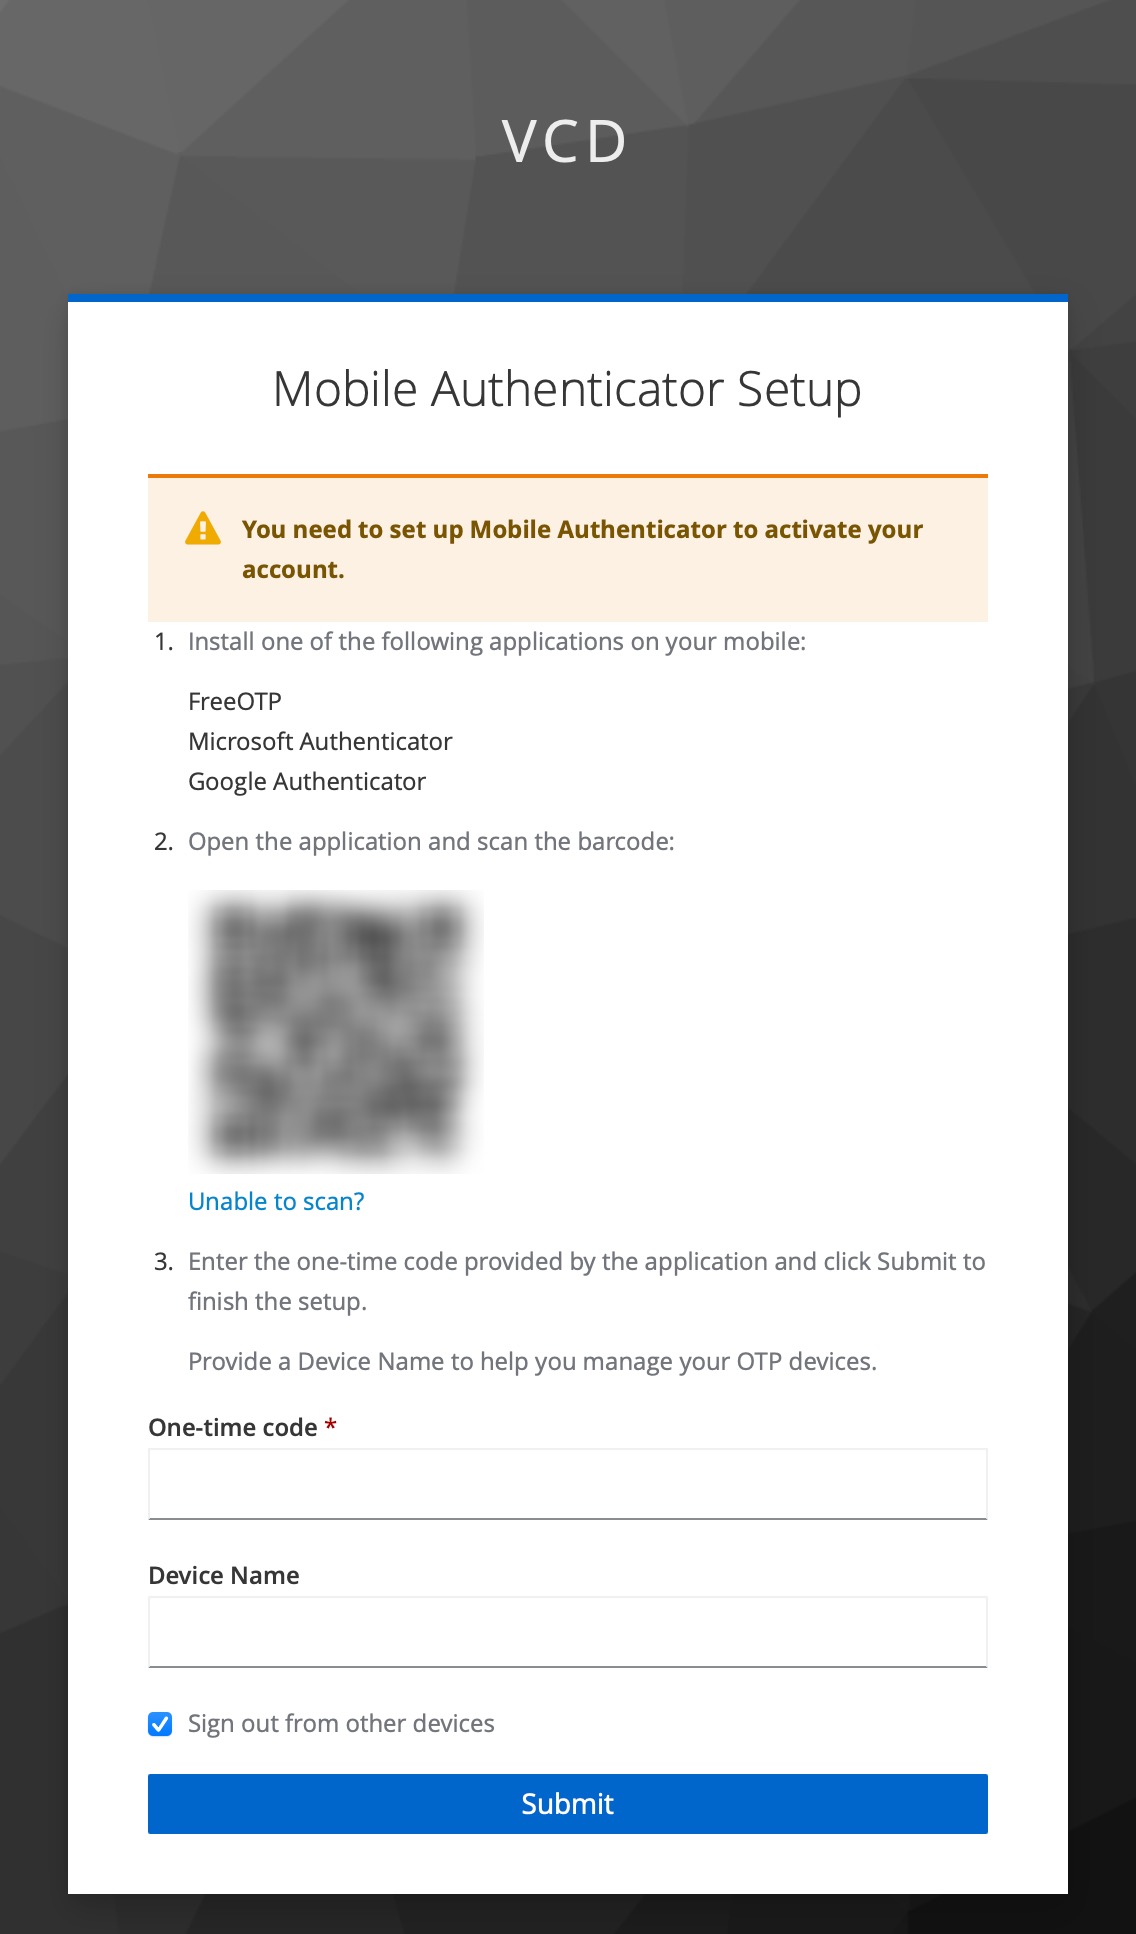 VCD
Mobile Authenticator Setup
You need to set up Mobile Authenticator to activate your
account.
1. Install one of the following applications on your mobile:
FreeOTP
Microsoft Authenticator
Google Authenticator
2. Open the application and scan the barcode:
Unable to scan?
3. Enter the one-time code provided by the application and click Submit to
finish the setup.
Provide a Device Name to help you manage your OTP devices.
One-time code *
Device Name
Sign out from other devices
Submit